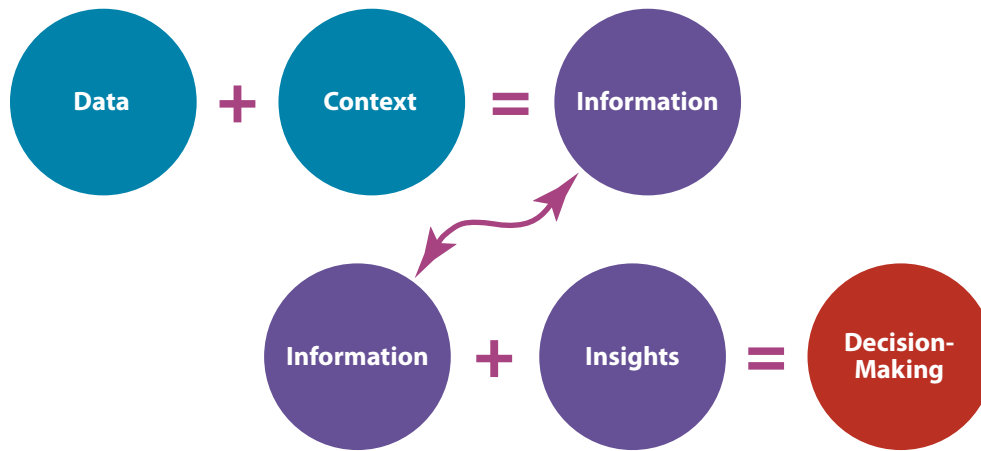 Data + Context = Information
Information + Insights = Decision-
Making